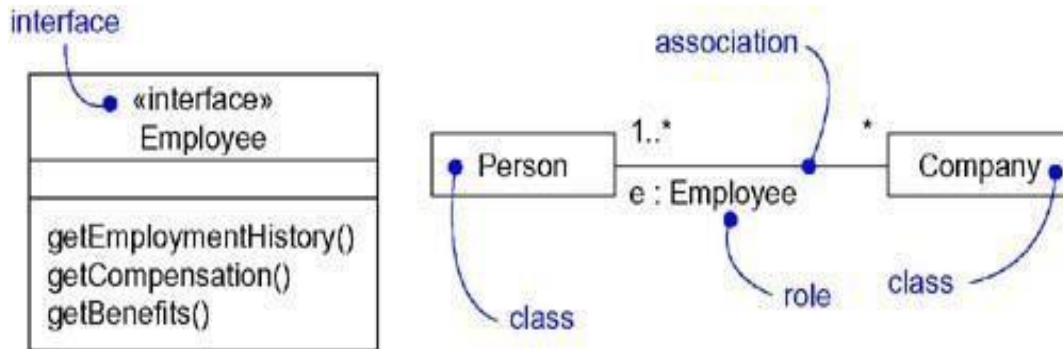 interface
«interface»
Employee
getEmploymentHistory()
getCompensation()
getBenefits()
association
1..*
*
Person
Company
e : Employee
class
role
class